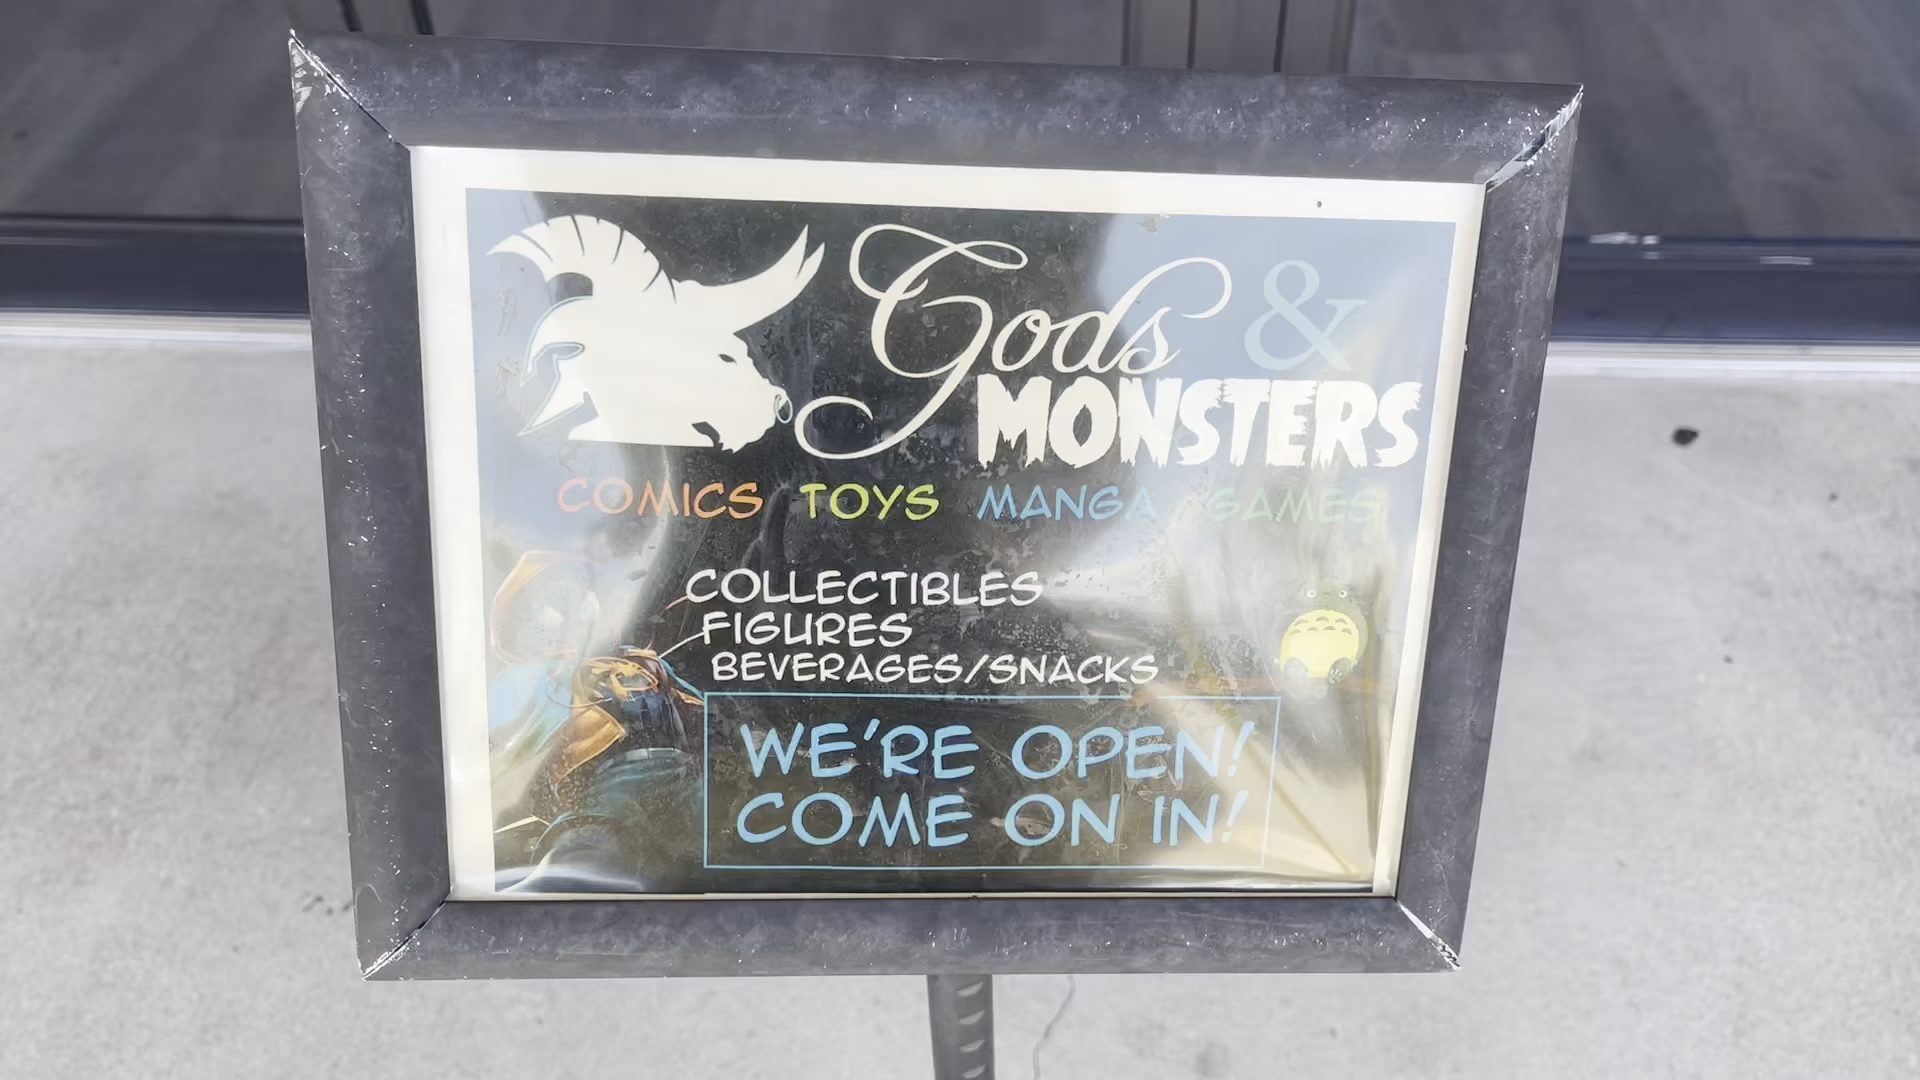 Gods &
MONSTERS
COMICS TOYS MANGA GAMES
COLLECTIBLES
FIGURES
BEVERAGES/SNACKS
WE'RE OPEN!
COME ON IN!